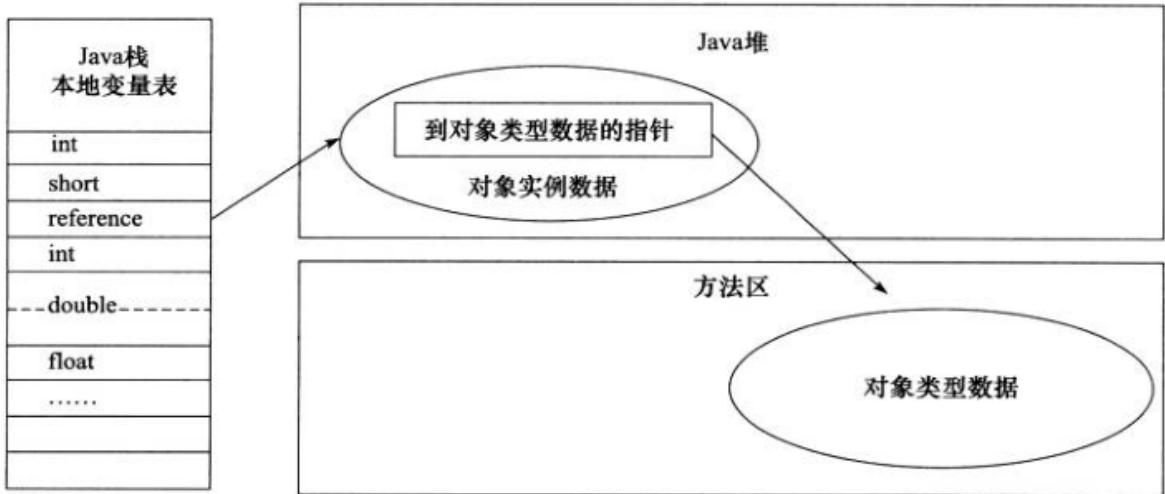 Java栈
本地变量表
int
short
reference
int
double
float
……
Java堆
到对象类型数据的指针
对象实例数据
方法区
对象类型数据